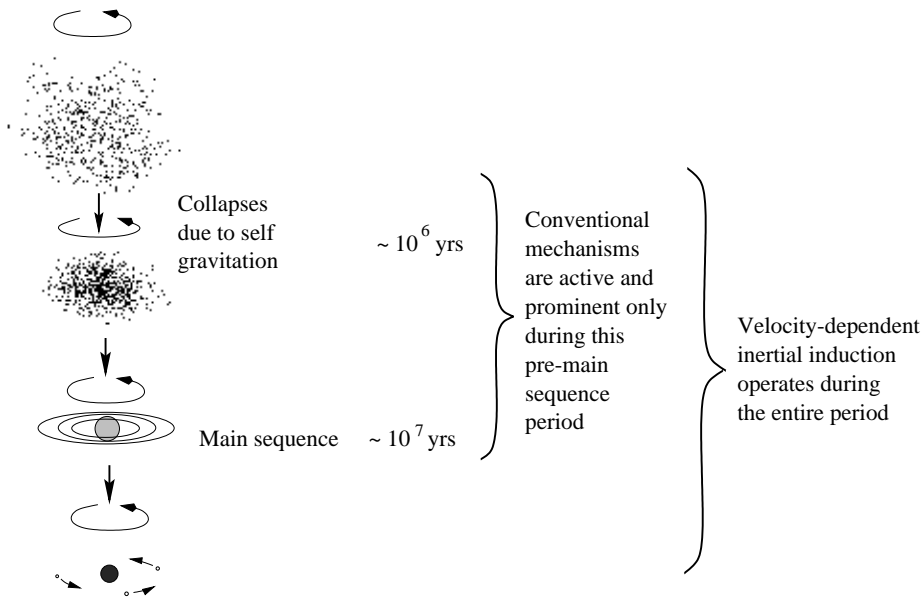 Collapses
due to self
gravitation
~ 10^6 yrs
Conventional
mechanisms
are active and
prominent only
during this
pre-main
sequence
period
Velocity-dependent
inertial induction
operates during
the entire period
Main sequence
~ 10^7 yrs